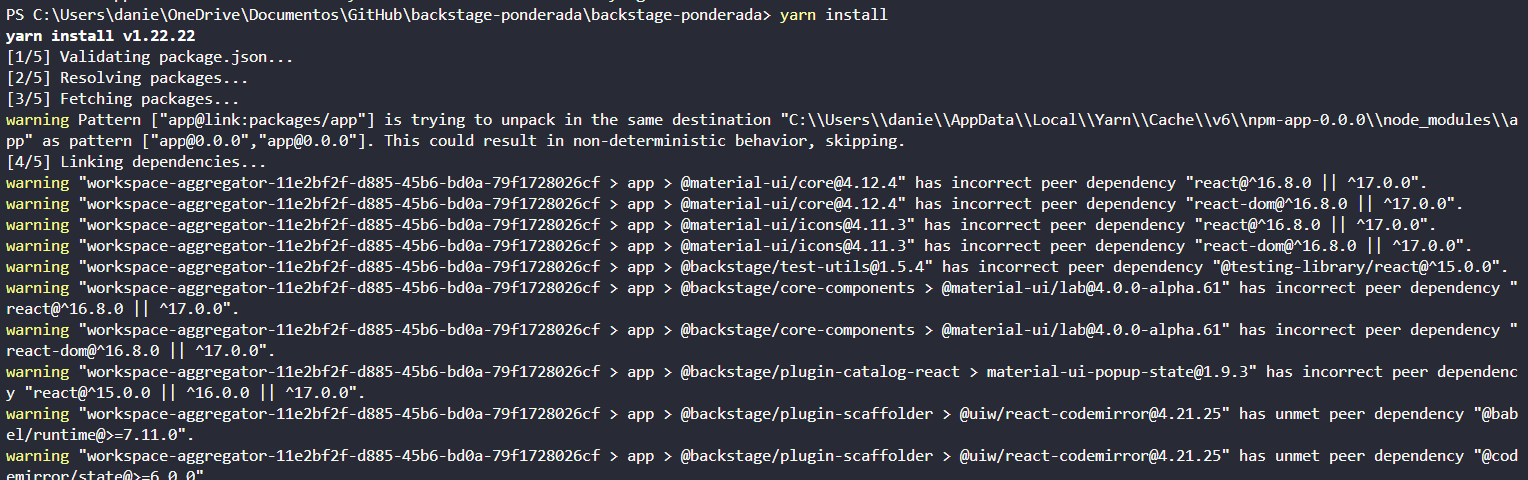 PS C:\Users\danie\OneDrive\Documentos\GitHub\backstage-ponderada\backstage-ponderada> yarn install
yarn install v1.22.22
[1/5] Validating package.json...
[2/5] Resolving packages...
[3/5] Fetching packages...
warning Pattern ["app@link:packages/app"] is trying to unpack in the same destination "C:\\Users\\danie\\AppData\\Local\\Yarn\\Cache\\v6\\npm-app-0.0.0\\node_modules\\a
pp" as pattern ["app@0.0.0","app@0.0.0"]. This could result in non-deterministic behavior, skipping.
[4/5] Linking dependencies...
warning "workspace-aggregator-11e2bf2f-d885-45b6-bd0a-79f1728026cf > app > @material-ui/core@4.12.4" has incorrect peer dependency "react@^16.8.0 || ^17.0.0".
warning "workspace-aggregator-11e2bf2f-d885-45b6-bd0a-79f1728026cf > app > @material-ui/core@4.12.4" has incorrect peer dependency "react-dom@^16.8.0 || ^17.0.0".
warning "workspace-aggregator-11e2bf2f-d885-45b6-bd0a-79f1728026cf > app > @material-ui/icons@4.11.3" has incorrect peer dependency "react@^16.8.0 || ^17.0.0".
warning "workspace-aggregator-11e2bf2f-d885-45b6-bd0a-79f1728026cf > app > @material-ui/icons@4.11.3" has incorrect peer dependency "react-dom@^16.8.0 || ^17.0.0".
warning "workspace-aggregator-11e2bf2f-d885-45b6-bd0a-79f1728026cf > app > @backstage/test-utils@1.5.4" has incorrect peer dependency "@testing-library/react@^15.0.0".
warning "workspace-aggregator-11e2bf2f-d885-45b6-bd0a-79f1728026cf > app > @backstage/core-components > @material-ui/lab@4.0.0-alpha.61" has incorrect peer dependency "
react@^16.8.0 || ^17.0.0".
warning "workspace-aggregator-11e2bf2f-d885-45b6-bd0a-79f1728026cf > app > @backstage/core-components > @material-ui/lab@4.0.0-alpha.61" has incorrect peer dependency "
react-dom@^16.8.0 || ^17.0.0".
warning "workspace-aggregator-11e2bf2f-d885-45b6-bd0a-79f1728026cf > app > @backstage/plugin-catalog-react > material-ui-popup-state@1.9.3" has incorrect peer dependenc
y "react@^15.0.0 || ^16.0.0 || ^17.0.0".
warning "workspace-aggregator-11e2bf2f-d885-45b6-bd0a-79f1728026cf > app > @backstage/plugin-scaffolder > @uiw/react-codemirror@4.21.25" has unmet peer dependency "@bab
el/runtime@>=7.11.0".
warning "workspace-aggregator-11e2bf2f-d885-45b6-bd0a-79f1728026cf > app > @backstage/plugin-scaffolder > @uiw/react-codemirror@4.21.25" has unmet peer dependency "@cod
emirror/state@>=6.0.0"